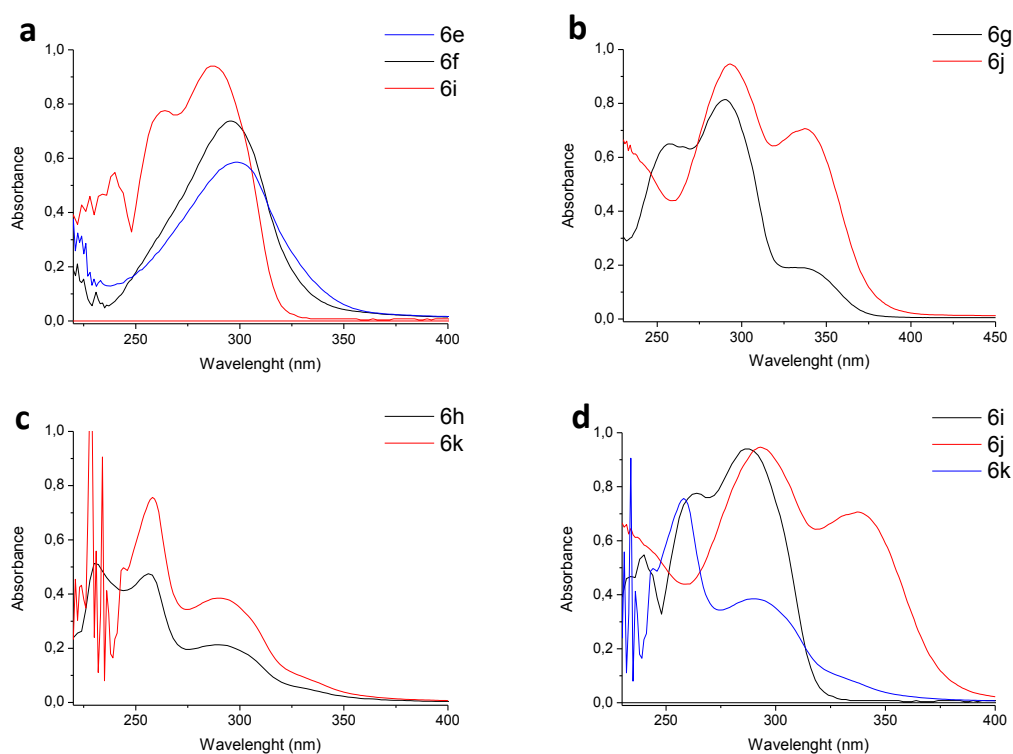 a
6e
6f
6i
1,0
0,8
0,6
0,4
0,2
0,0
Absorbance
250 300 350 400
Wavelenght (nm)
b
6g
6j
1,0
0,8
0,6
0,4
0,2
0,0
Absorbance
250 300 350 400 450
Wavelenght (nm)
c
6h
6k
1,0
0,8
0,6
0,4
0,2
0,0
Absorbance
250 300 350 400
Wavelenght (nm)
d
6i
6j
6k
1,0
0,8
0,6
0,4
0,2
0,0
Absorbance
250 300 350 400
Wavelenght (nm)